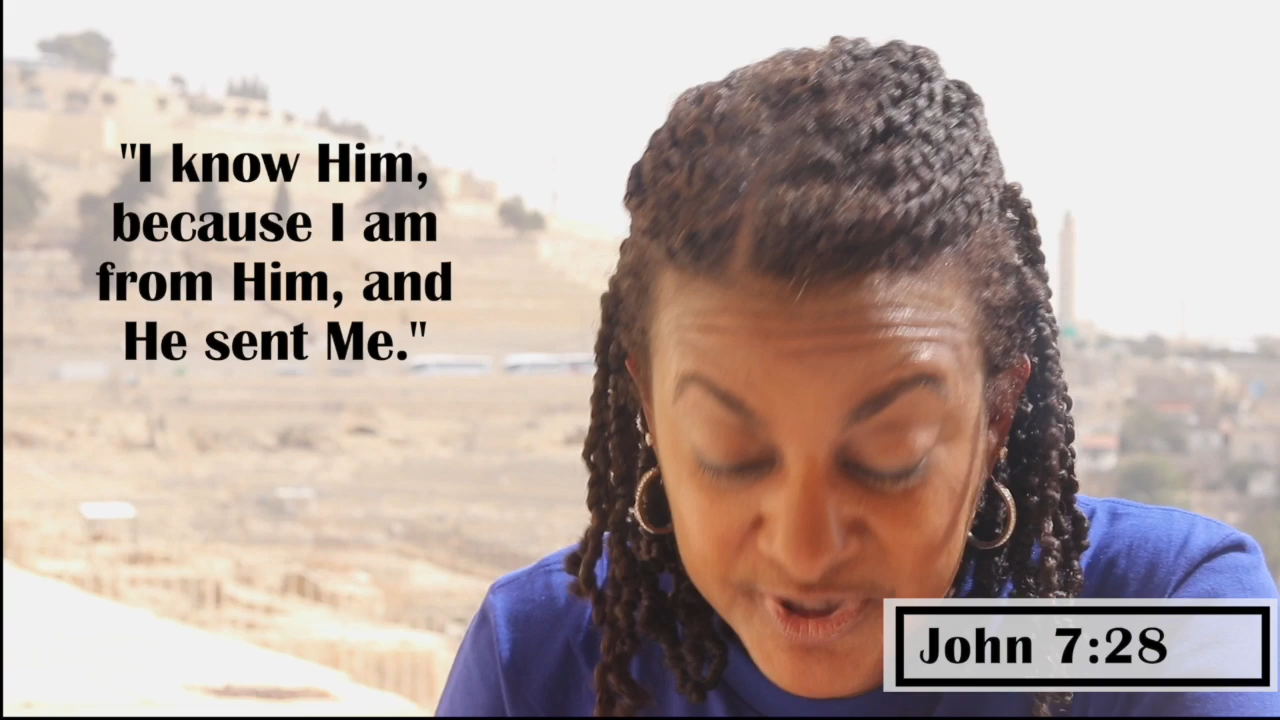 "I know Him,
because I am
from Him, and
He sent Me."
John 7:28